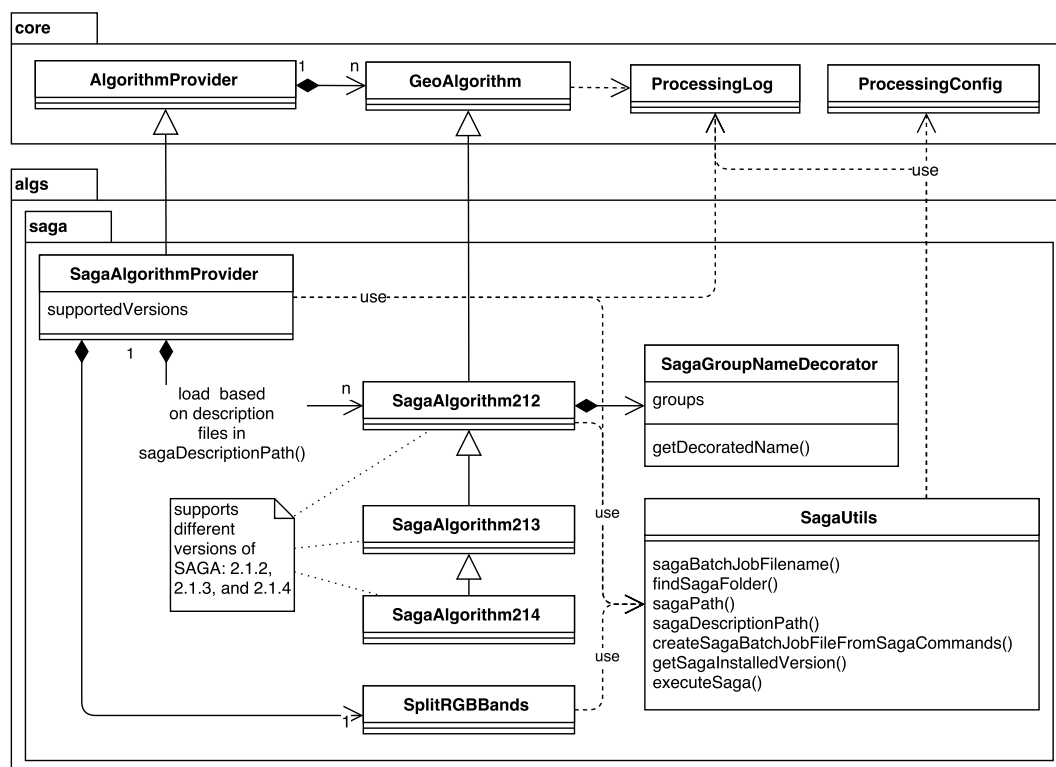 core
AlgorithmProvider
1
n
GeoAlgorithm
ProcessingLog
ProcessingConfig
use
algs
saga
SagaAlgorithmProvider
supportedVersions
use
1
load based
on description
files in
sagaDescriptionPath()
n
SagaAlgorithm212
SagaGroupNameDecorator
groups
getDecoratedName()
supports
different
versions of
SAGA: 2.1.2,
2.1.3, and 2.1.4
SagaAlgorithm213
use
SagaAlgorithm214
SagaUtils
sagaBatchJobFilename()
findSagaFolder()
sagaPath()
sagaDescriptionPath()
createSagaBatchJobFileFromSagaCommands()
getSagaInstalledVersion()
executeSaga()
use
1
SplitRGBBands